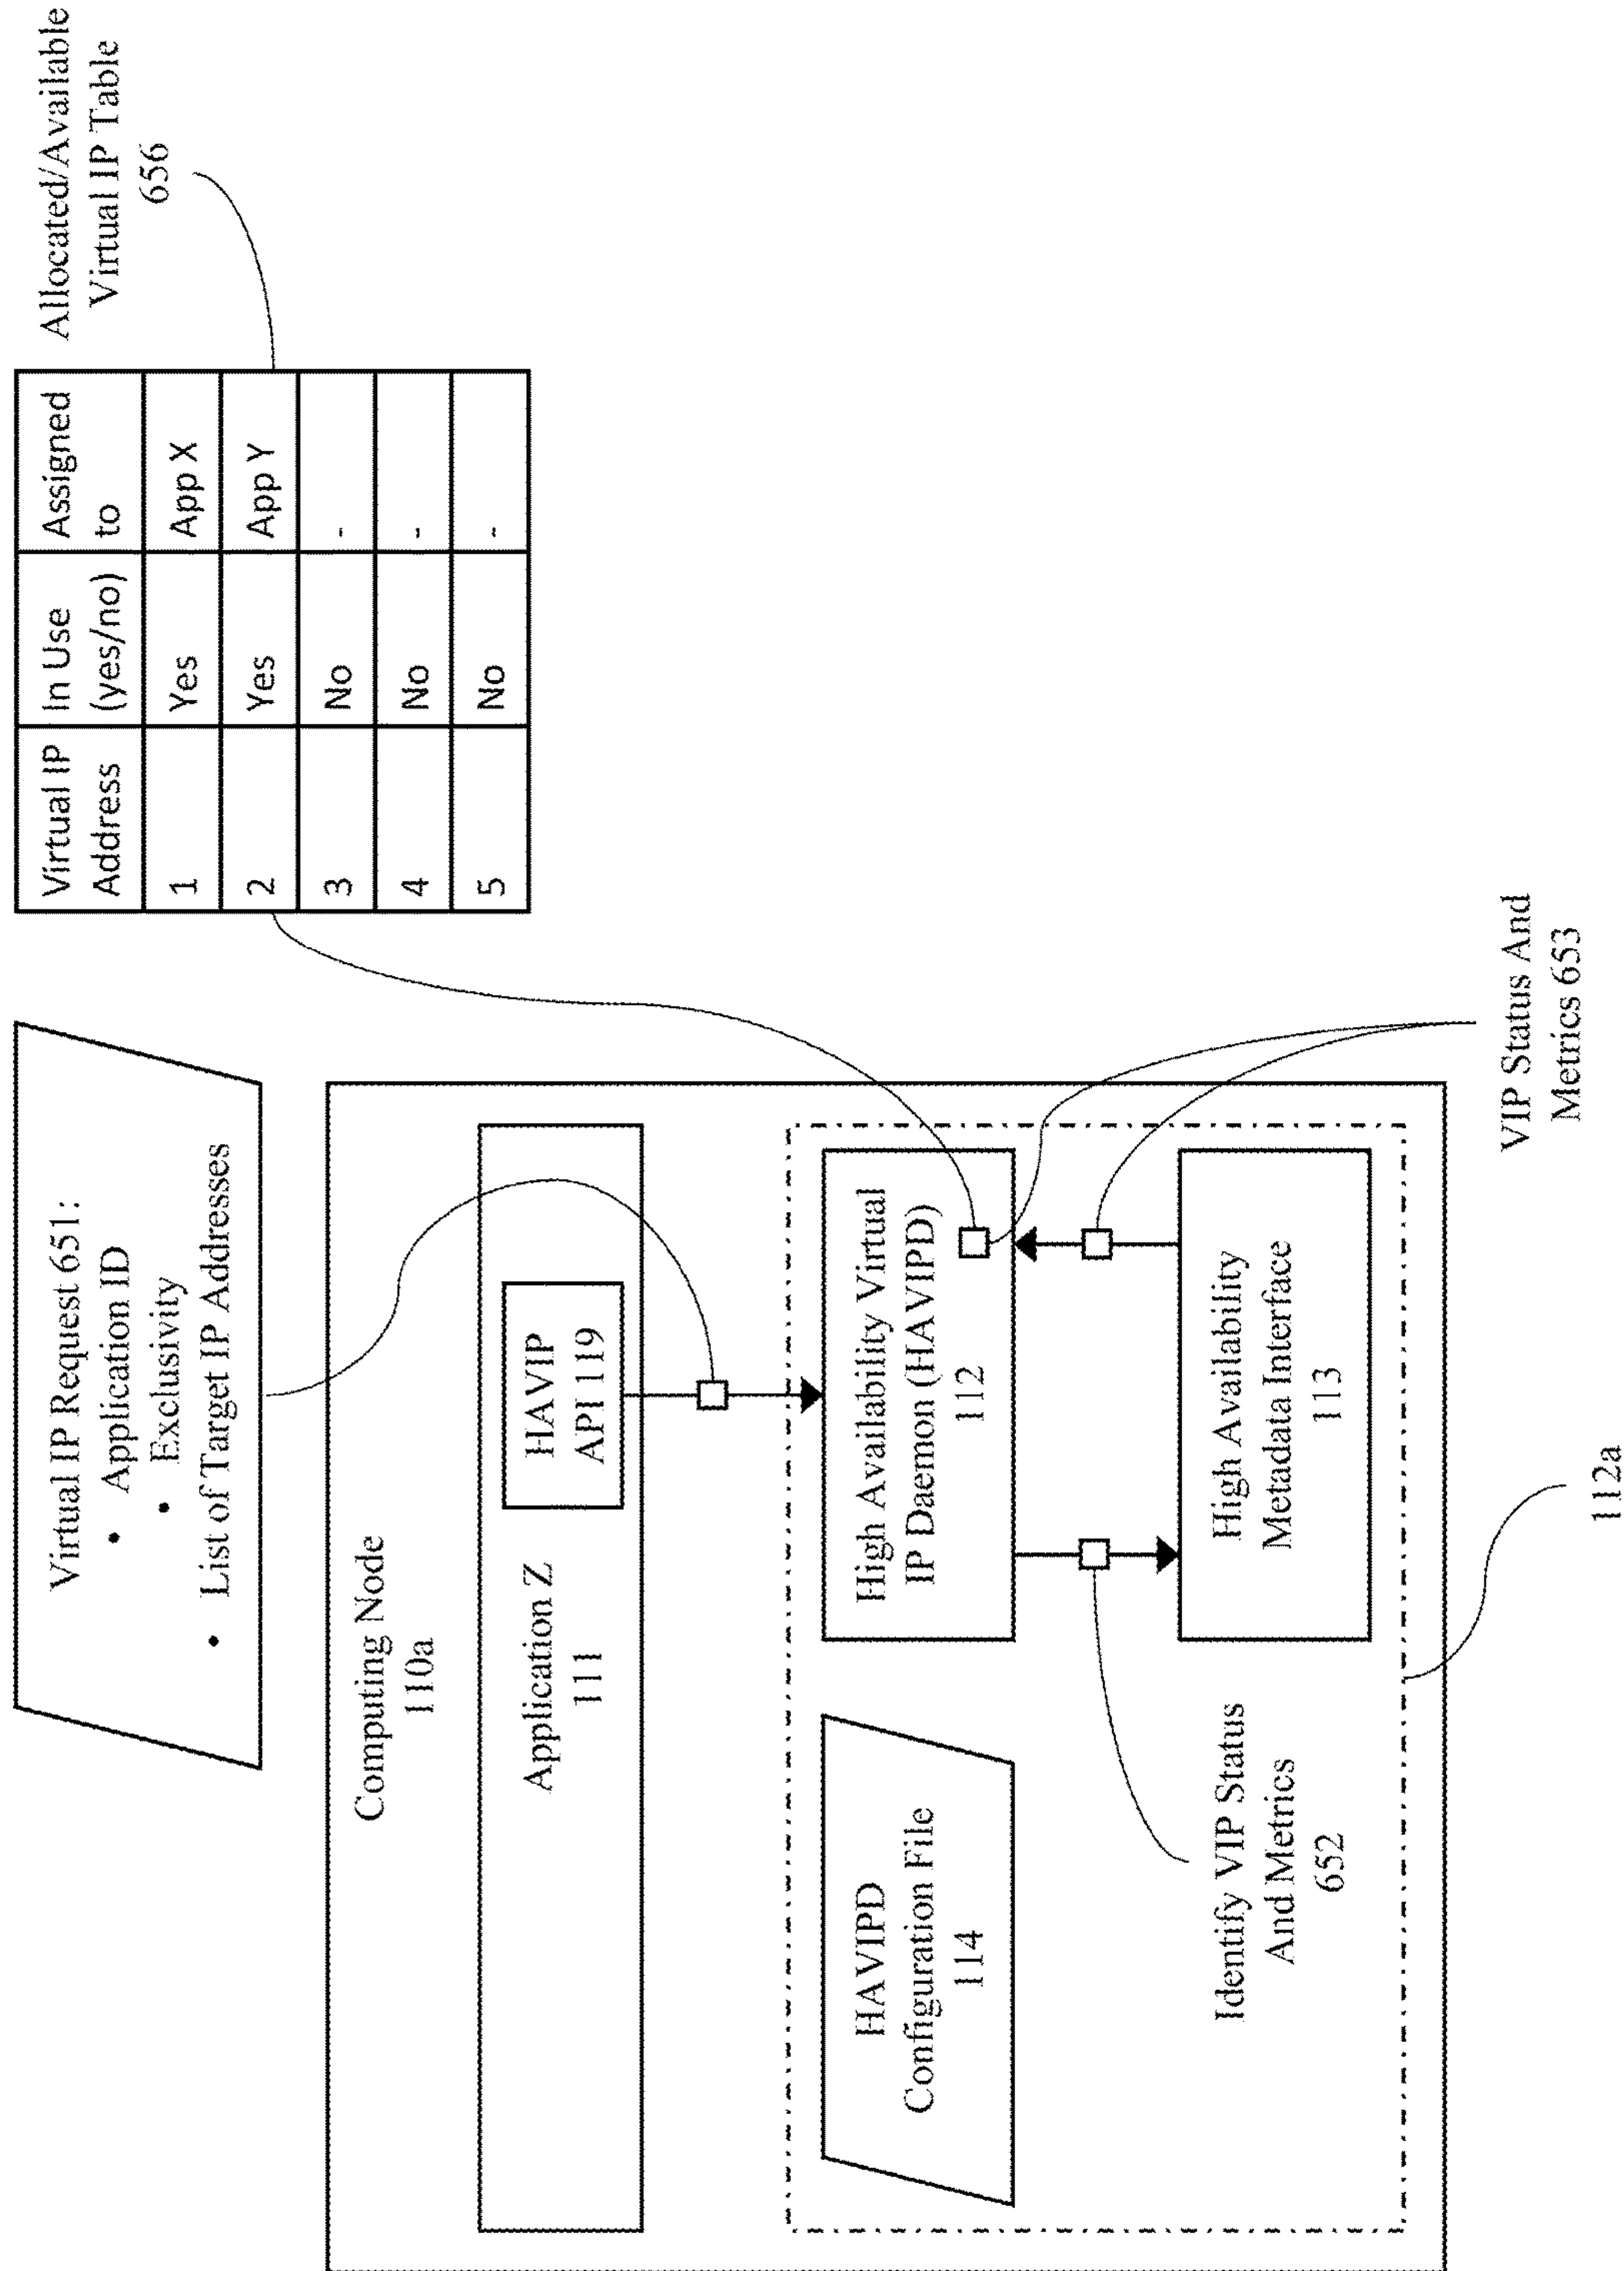 Virtual IP Request 651:
• Application ID
• Exclusivity
• List of Target IP Addresses
Allocated/Available
Virtual IP Table
656
Virtual IP
Address
In Use
(yes/no)
Assigned
to
1 Yes App X
2 Yes App Y
3 No -
4 No -
5 No -
Computing Node
110a
Application Z
111
HAVIP
API 119
HAVIPD
Configuration File
114
High Availability Virtual
IP Daemon (HAVIPD)
112
Identify VIP Status
And Metrics
652
High Availability
Metadata Interface
113
VIP Status And
Metrics 653
112a